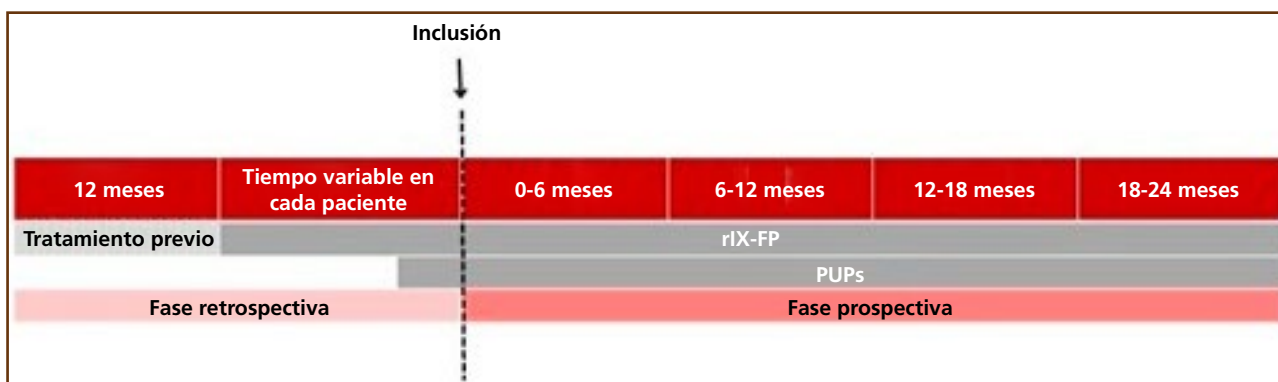 Inclusión
12 meses
Tiempo variable en
cada paciente
0-6 meses
6-12 meses
12-18 meses
18-24 meses
Tratamiento previo
rIX-FP
PUPs
Fase retrospectiva
Fase prospectiva